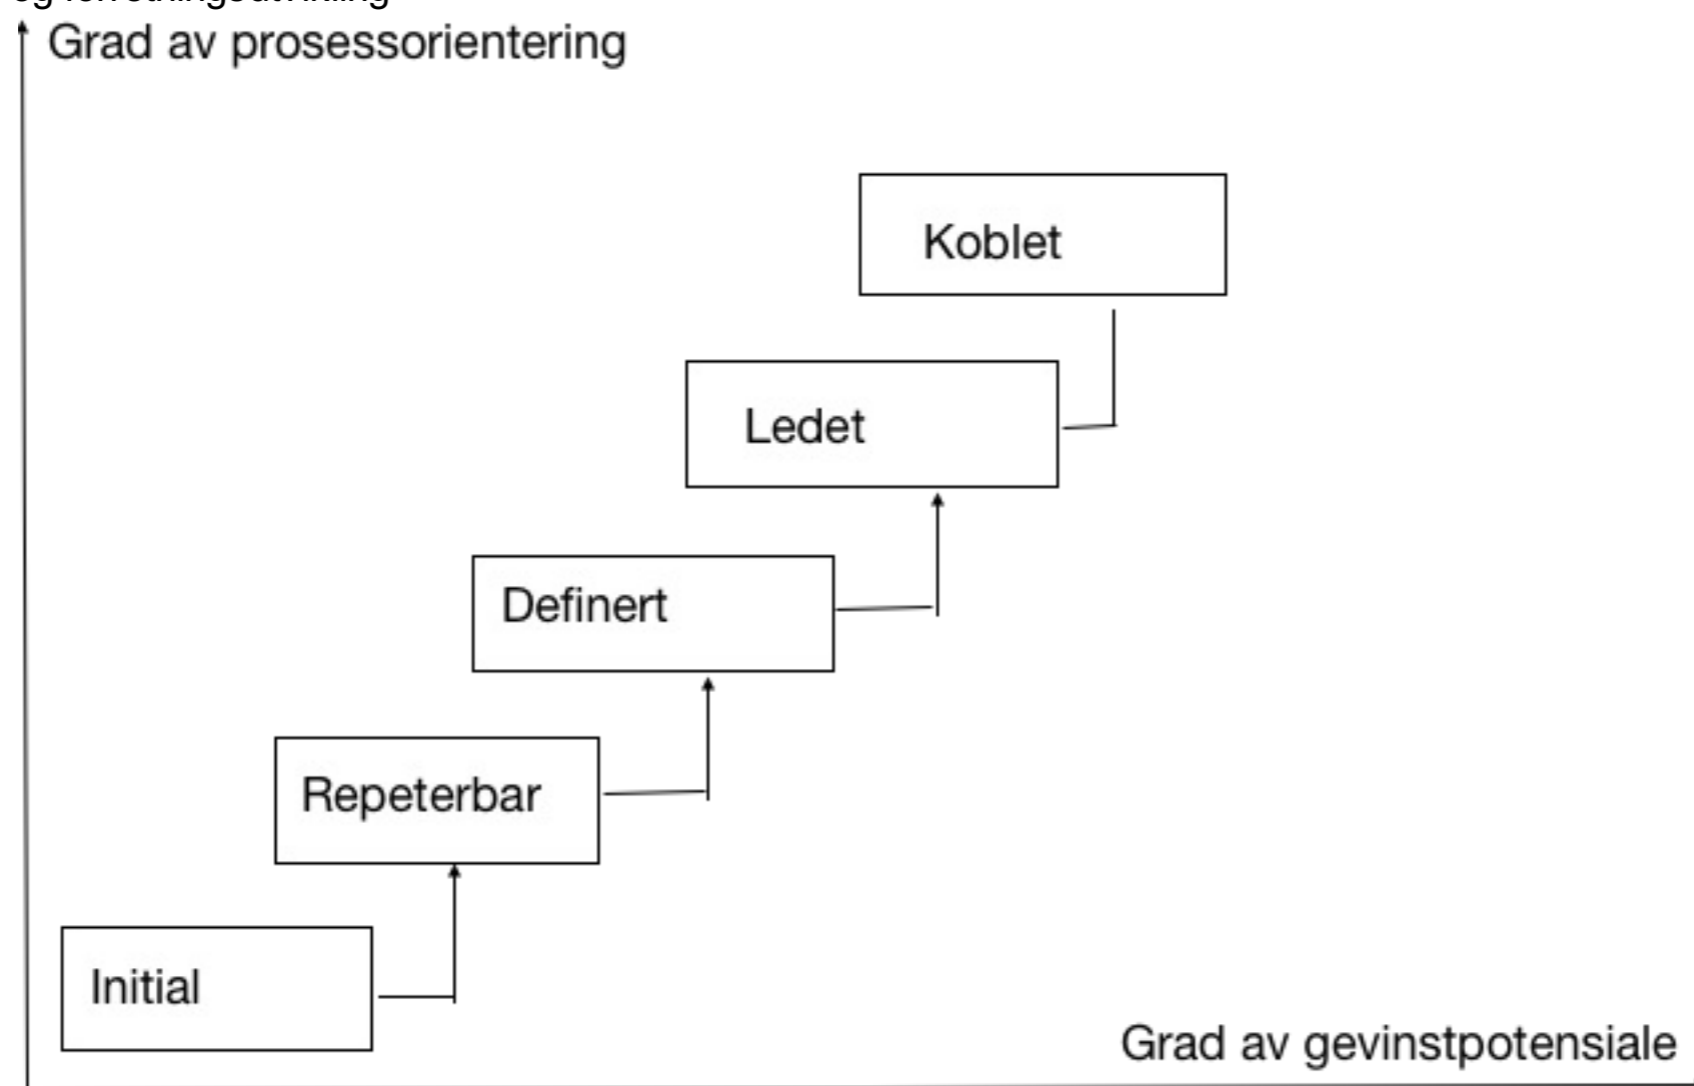 Grad av prosessorientering
Koblet
Ledet
Definert
Repeterbar
Initial
Grad av gevinstpotensiale